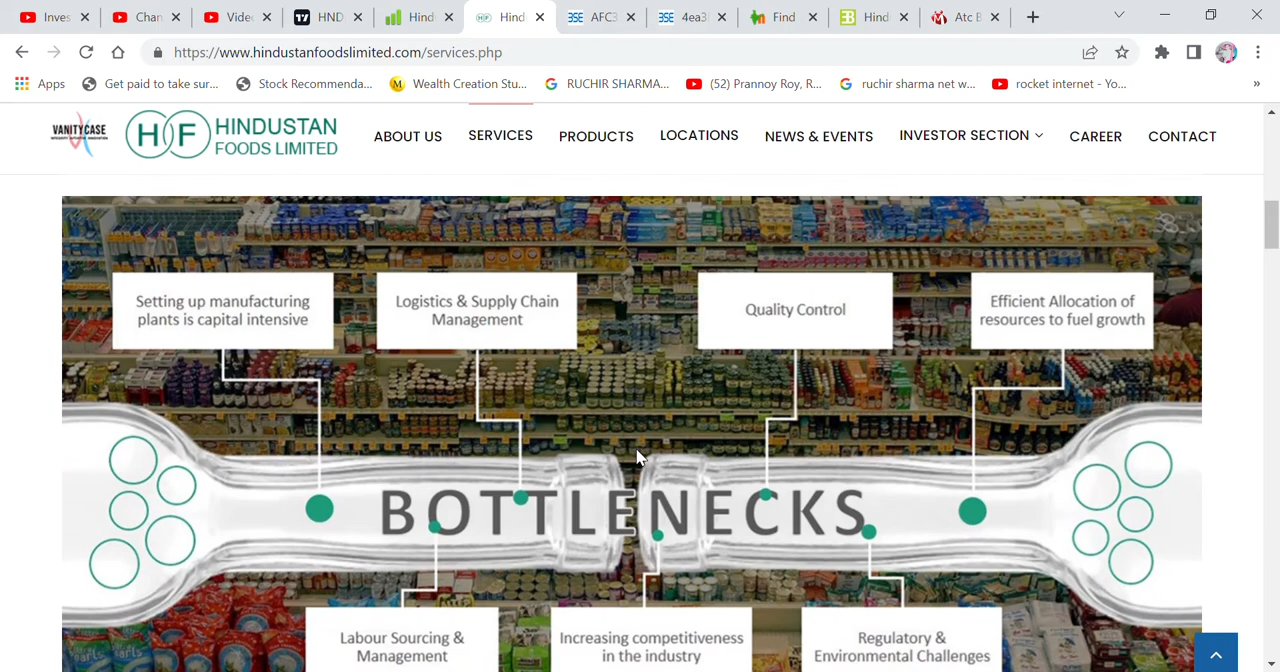 Inves
Chan
Vide
HND
Hind
Hind
AFC3
4ea3
Find
Hind
Atc B
https://www.hindustanfoodslimited.com/services.php
Apps
Get paid to take sur...
Stock Recommenda...
Wealth Creation Stu...
RUCHIR SHARMA...
(52) Prannoy Roy, R...
ruchir sharma net w...
rocket internet - Yo...
VANITYCASE
HF HINDUSTAN
FOODS LIMITED
ABOUT US
SERVICES
PRODUCTS
LOCATIONS
NEWS & EVENTS
INVESTOR SECTION
CAREER
CONTACT
Setting up manufacturing
plants is capital intensive
Logistics & Supply Chain
Management
Quality Control
Efficient Allocation of
resources to fuel growth
BOTTLENECKS
Labour Sourcing &
Management
Increasing competitiveness
in the industry
Regulatory &
Environmental Challenges